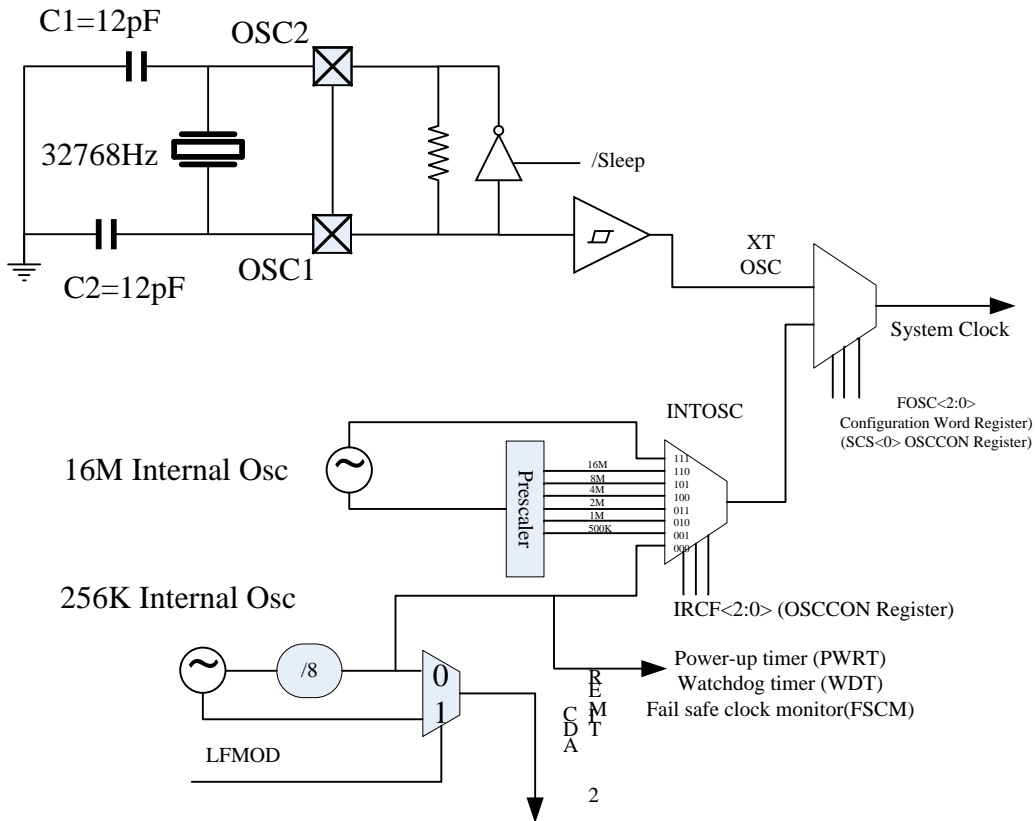 C1=12pF
OSC2
32768Hz
/Sleep
OSC1
C2=12pF
XT
OSC
System Clock
FOSC<2:0>
Configuration Word Register)
(SCS<0> OSCCON Register)
INTOSC
16M Internal Osc
Prescaler
16M
8M
4M
2M
1M
500K
111
110
101
100
011
010
001
000
IRCF<2:0> (OSCCON Register)
256K Internal Osc
/8
0
1
LFMOD
Power-up timer (PWRT)
Watchdog timer (WDT)
Fail safe clock monitor(FSCM)
2